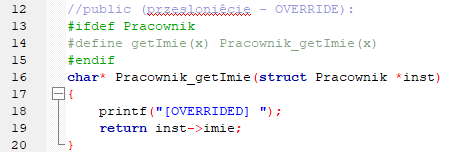 12 //public (przesłoniêcie - OVERRIDE):
13 #ifdef Pracownik
14 #define getImie(x) Pracownik_getImie(x)
15 #endif
16 char* Pracownik_getImie(struct Pracownik *inst)
17 {
18 printf("[OVERRIDED] ");
19 return inst->imie;
20 }